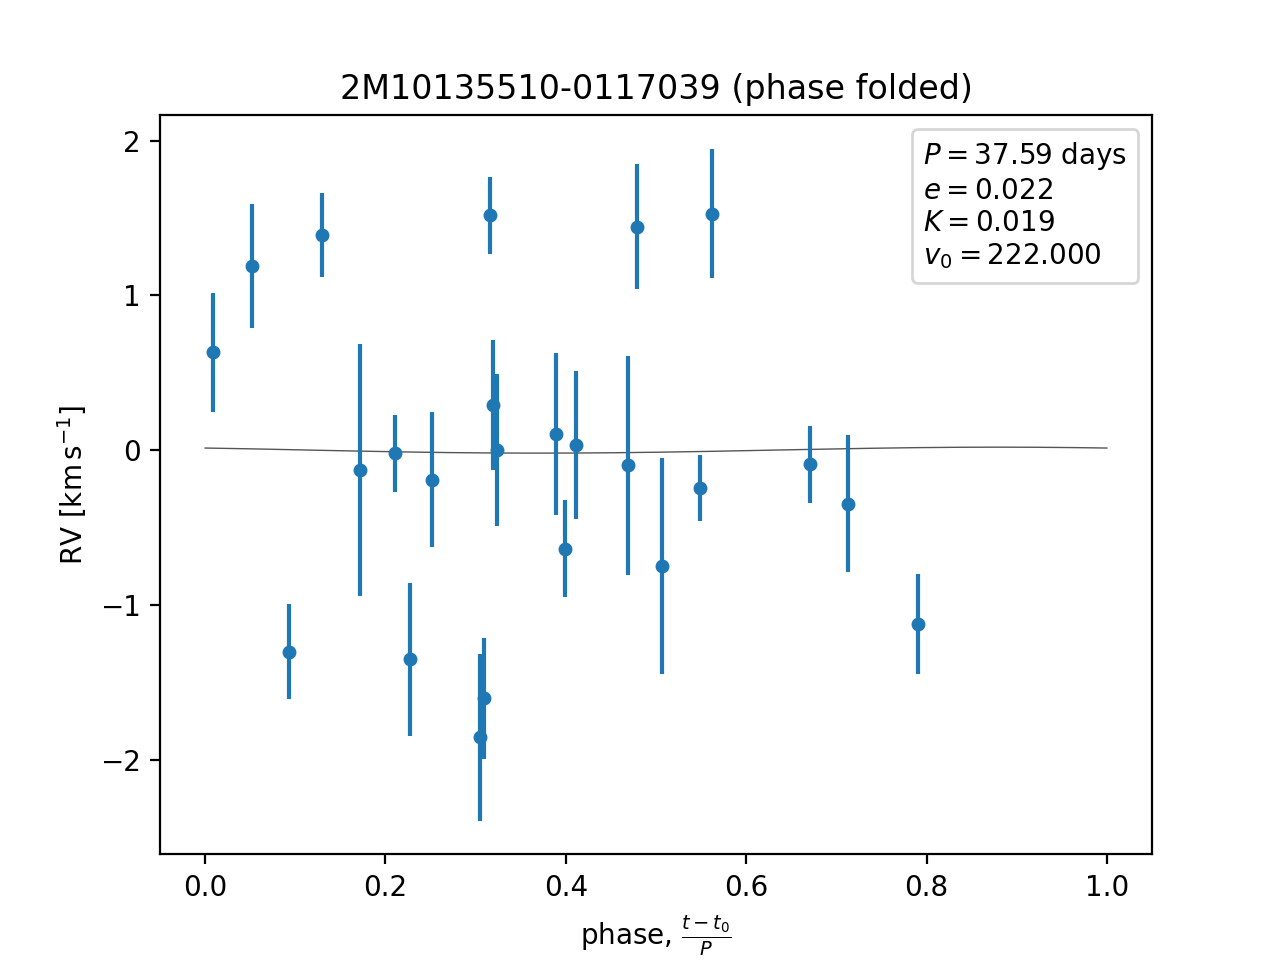 2M10135510-0117039 (phase folded)
P = 37.59 days
e = 0.022
K = 0.019
v₀ = 222.000
2
1
0
−1
−2
RV [km s⁻¹]
0.0 0.2 0.4 0.6 0.8 1.0
phase, (t − t₀)/P